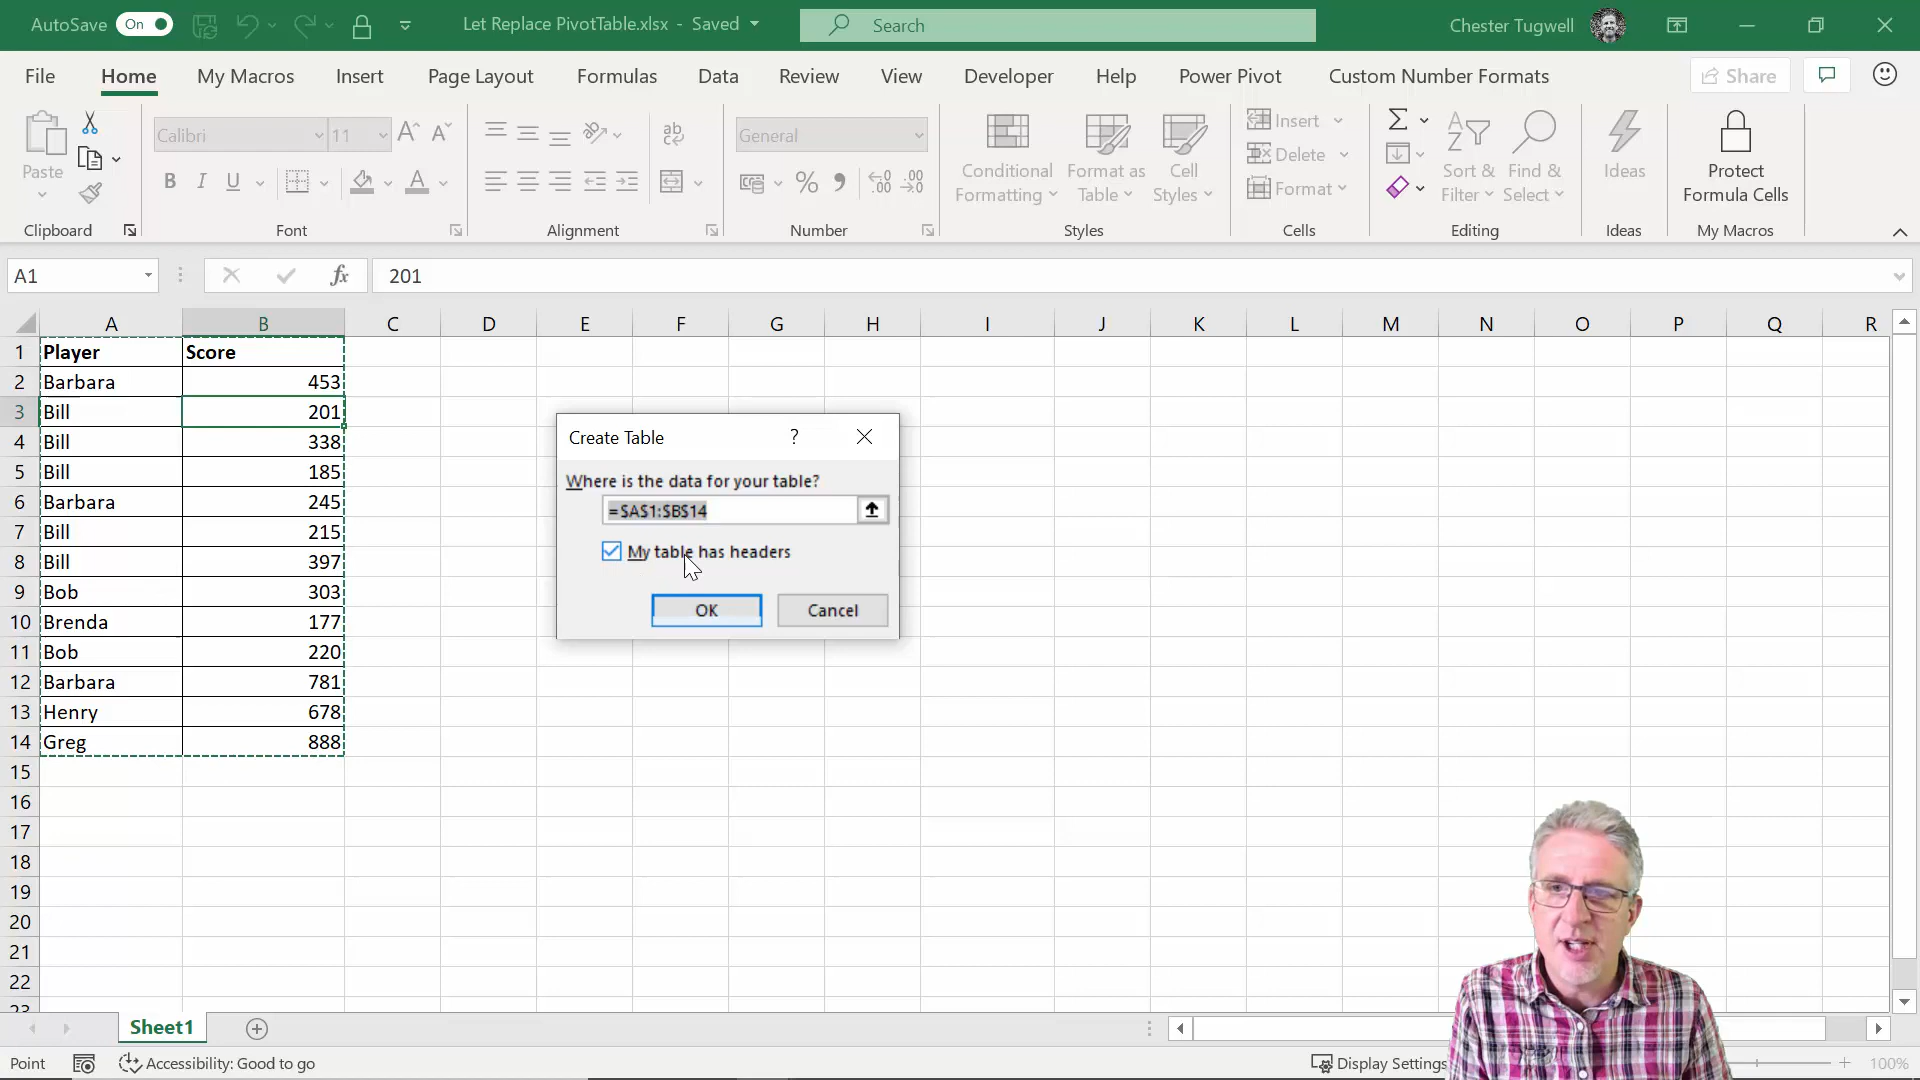 AutoSave On Let Replace PivotTable.xlsx - Saved Search Chester Tugwell
File Home My Macros Insert Page Layout Formulas Data Review View Developer Help Power Pivot Custom Number Formats Share
Paste Calibri 11 A A ab General Conditional Formatting Format as Table Cell Styles Insert Delete Format Sort & Filter Find & Select Ideas Protect Formula Cells
B I U A
Clipboard Font Alignment Number Styles Cells Editing Ideas My Macros
A1 fx 201
A B C D E F G H I J K L M N O P Q R
1 Player Score
2 Barbara 453
3 Bill 201
4 Bill 338
5 Bill 185
6 Barbara 245
7 Bill 215
8 Bill 397
9 Bob 303
10 Brenda 177
11 Bob 220
12 Barbara 781
13 Henry 678
14 Greg 888
15
16
17
18
19
20
21
22
23
Create Table ?
Where is the data for your table?
=$A$1:$B$14
My table has headers
OK Cancel
Sheet1
Point Accessibility: Good to go Display Settings 100%